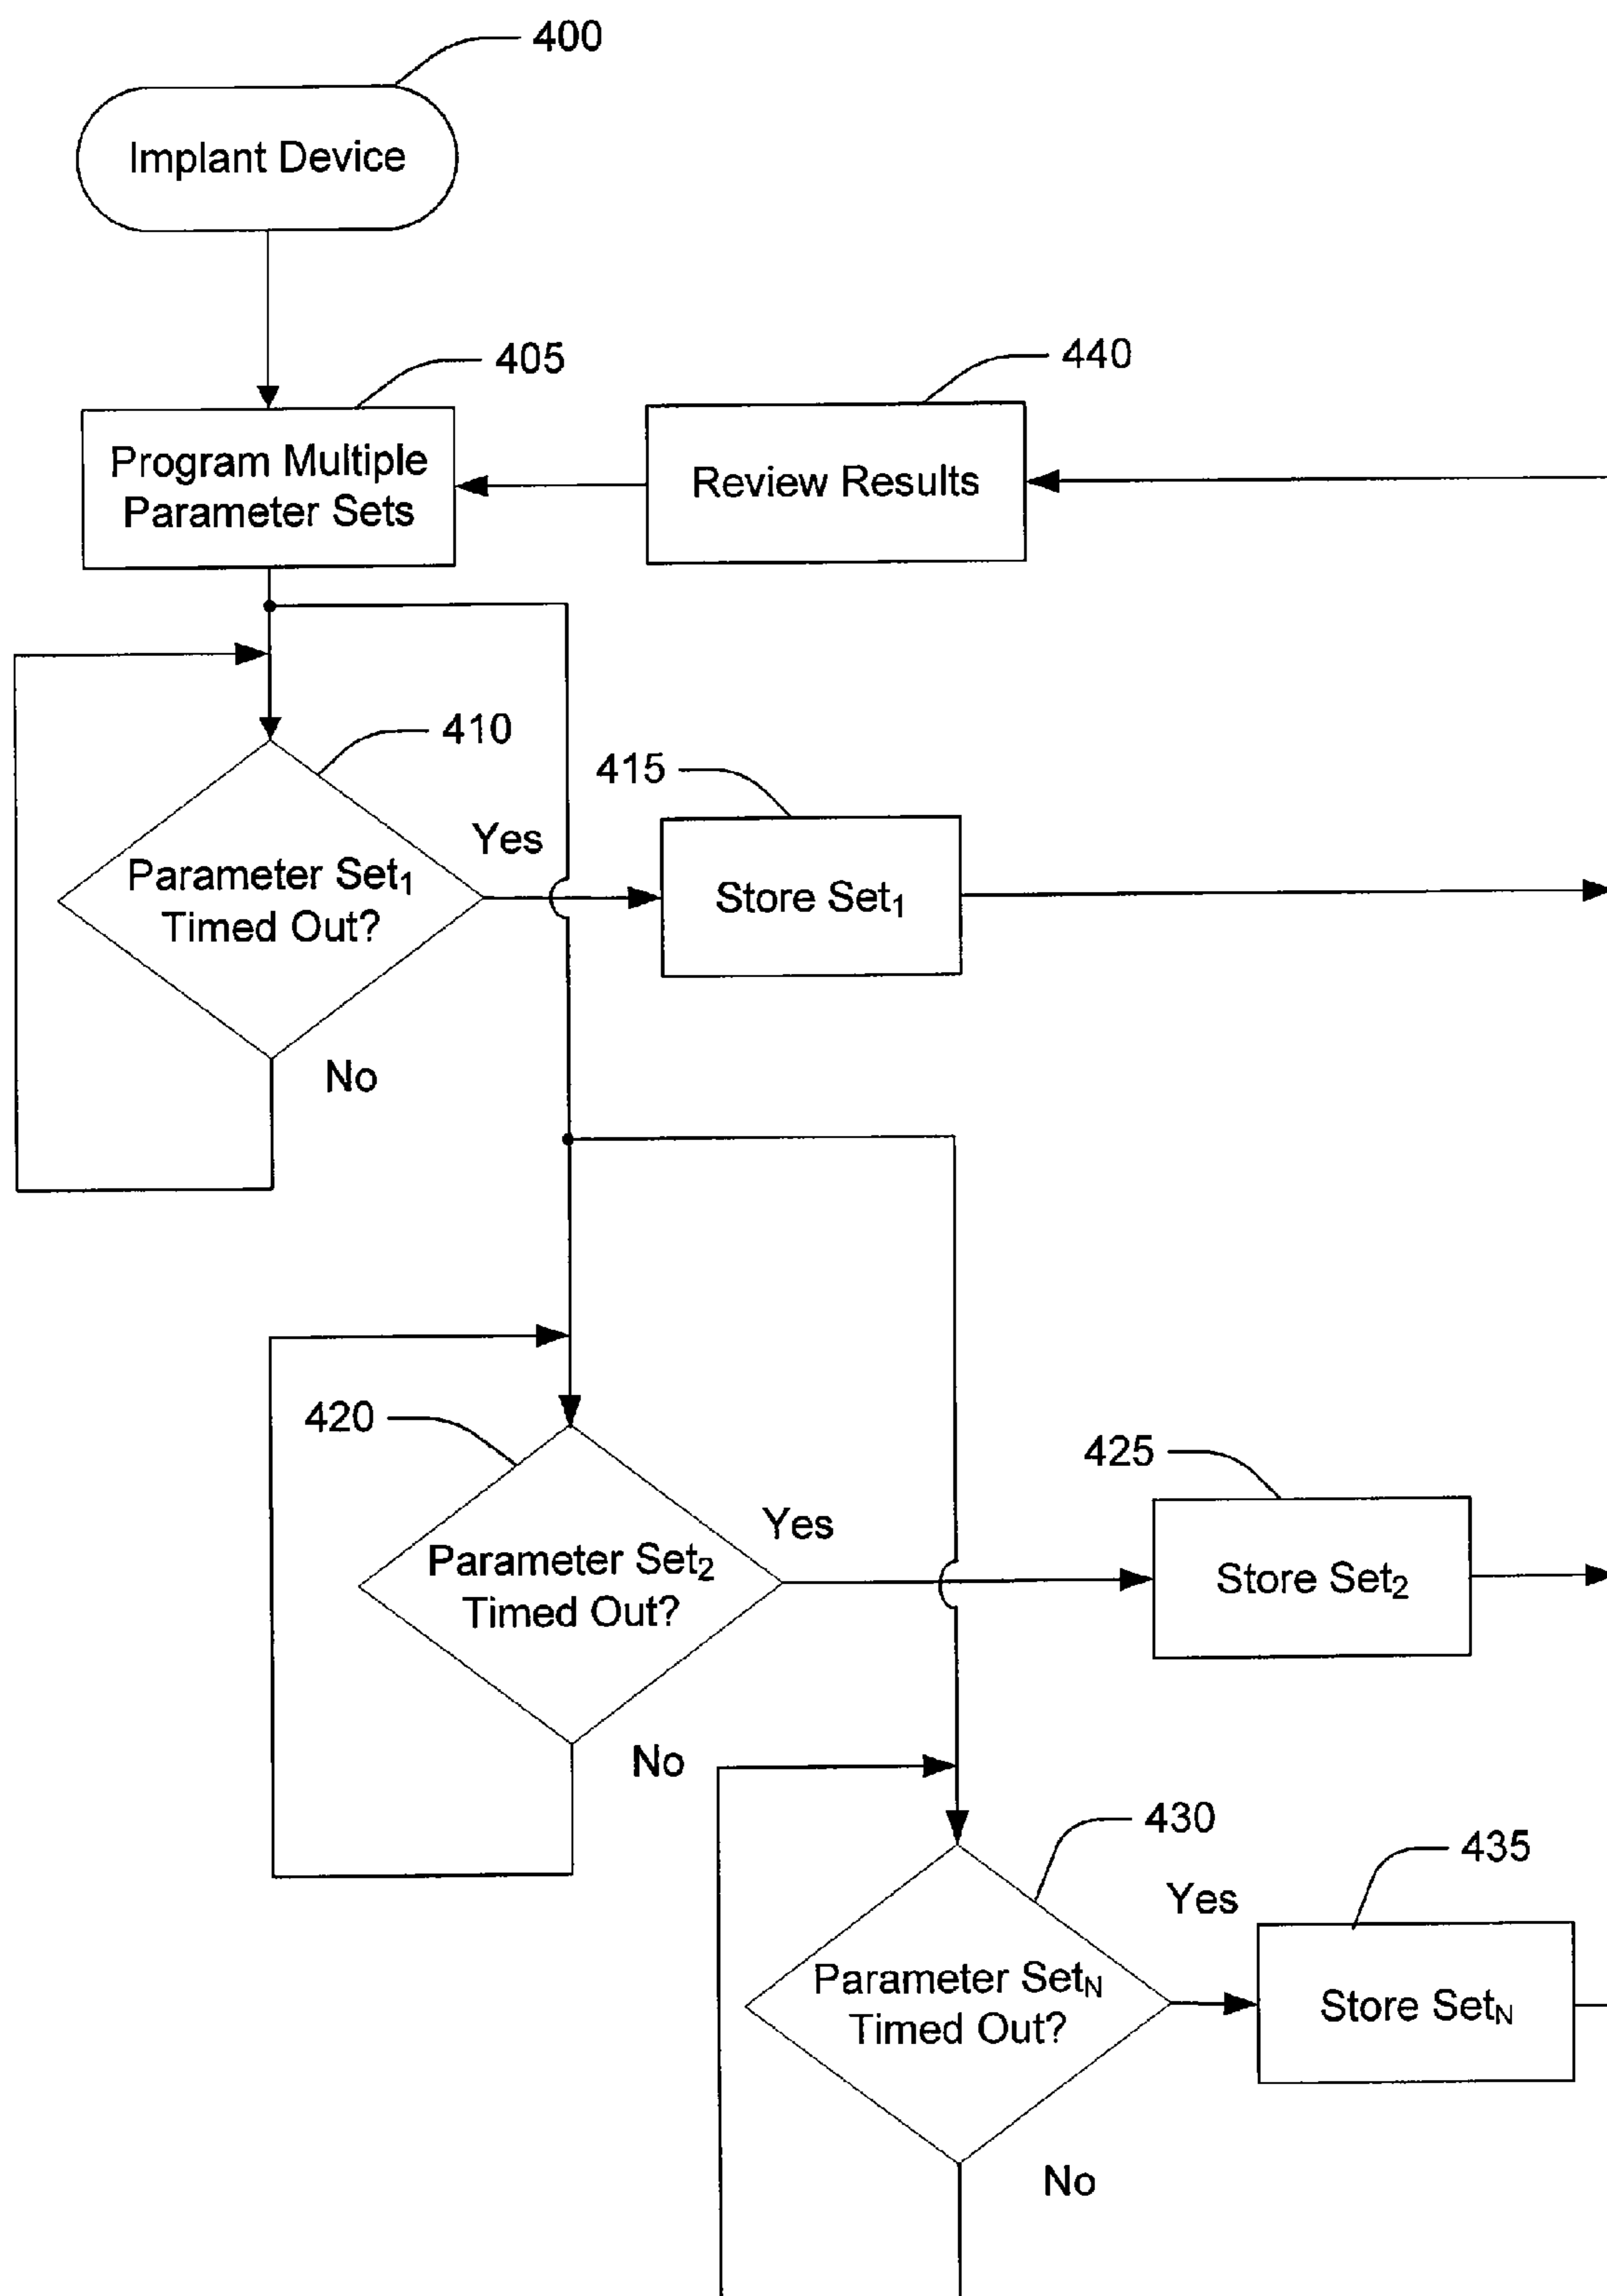 400
Implant Device
405
440
Program Multiple
Parameter Sets
Review Results
410
415
Yes
Parameter Set₁
Timed Out?
Store Set₁
No
420
425
Yes
Parameter Set₂
Timed Out?
Store Set₂
No
430
435
Yes
Parameter Set_N
Timed Out?
Store Set_N
No